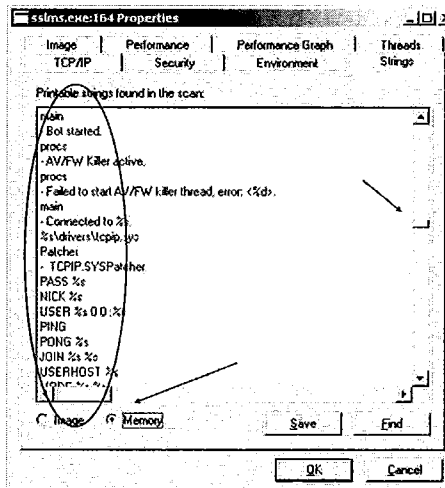 sslms.exe:164 Properties
Image Performance Performance Graph Threads
TCP/IP Security Environment Strings
Printable strings found in the scan:
main
- Bot started.
procs
- AV/FW Killer active.
procs
- Failed to start AV/FW killer thread, error: <%d>.
main
- Connected to %s.
%s\drivers\tcpip.sys
Patcher
- TCPIP.SYS Patcher
PASS %s
NICK %s
USER %s 0 0 :%s
PING
PONG %s
JOIN %s %s
USERHOST %s
MODE %s %s
Image Memory Save Find
OK Cancel